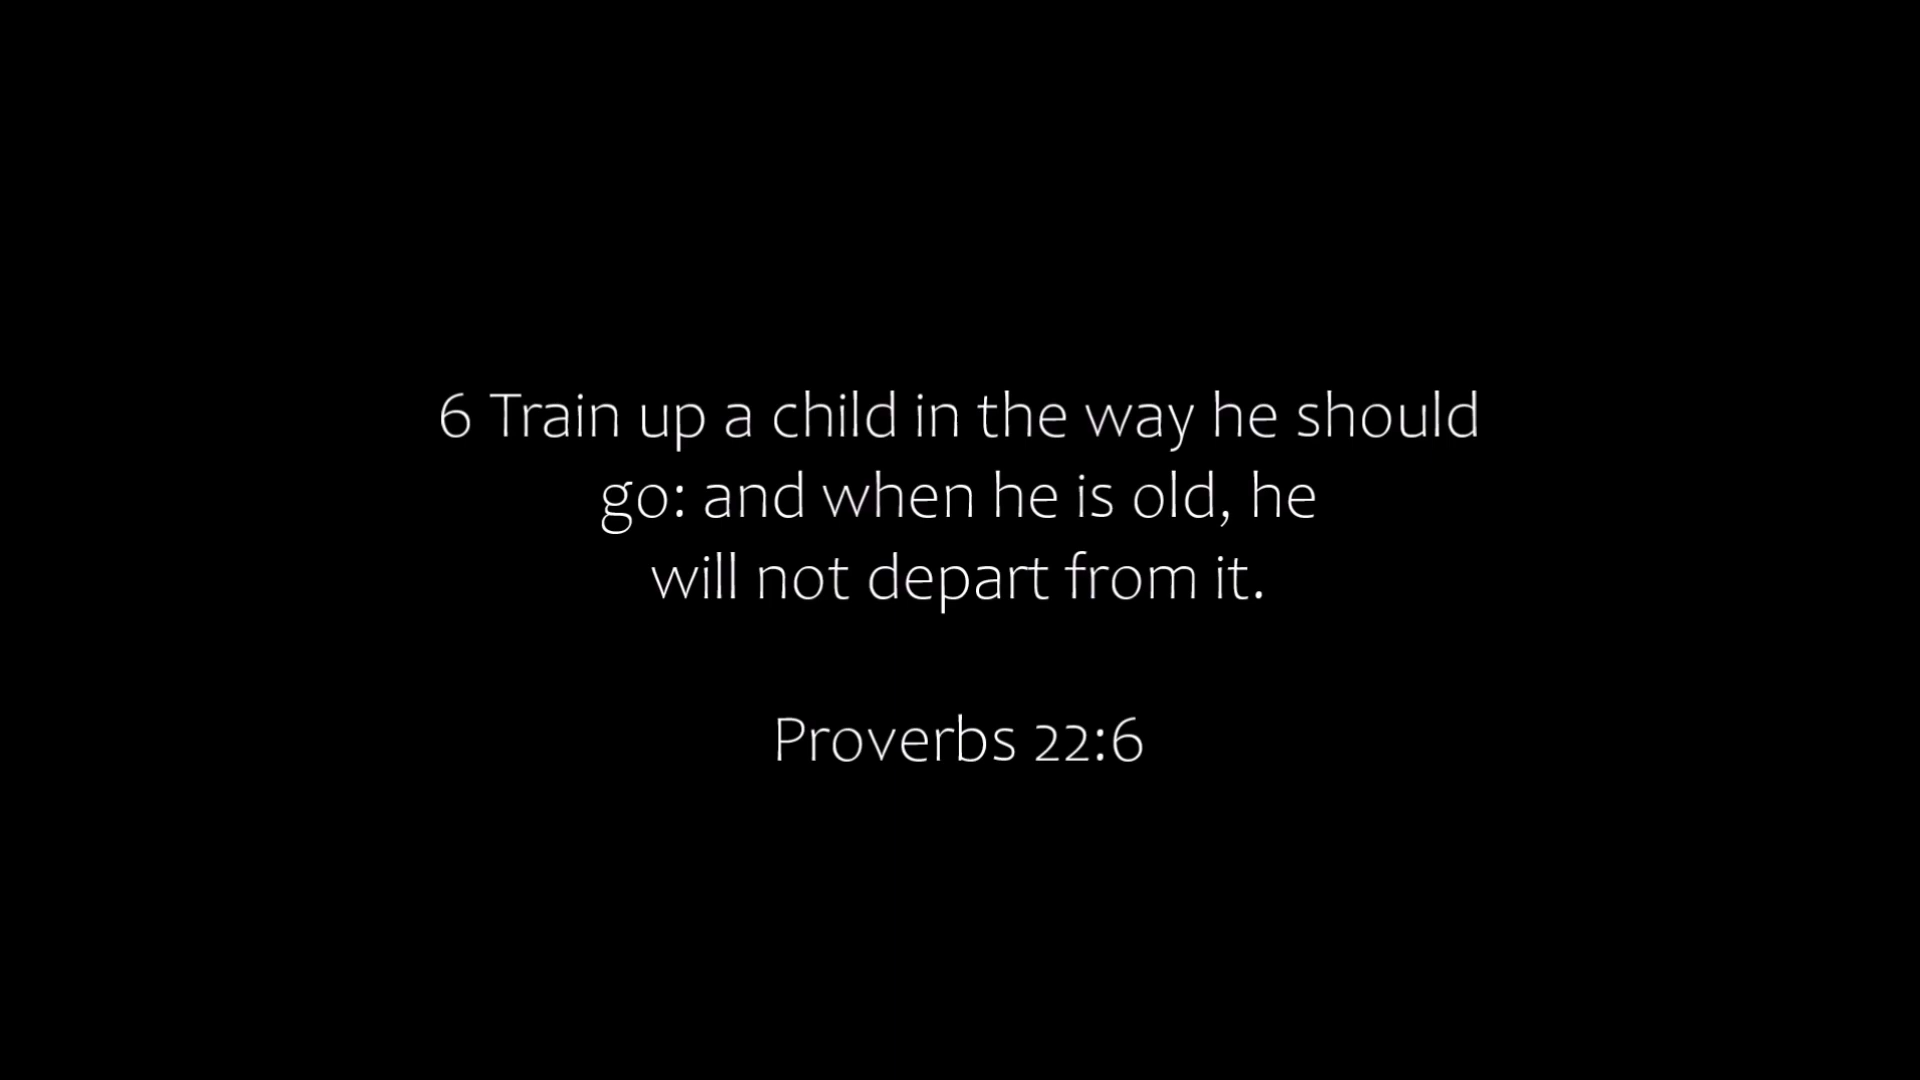 6 Train up a child in the way he should
go: and when he is old, he
will not depart from it.
Proverbs 22:6